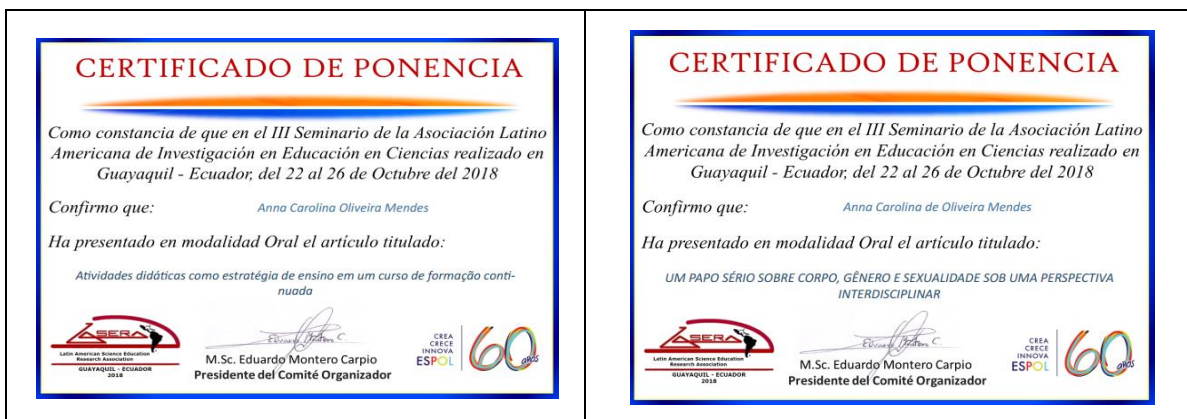 CERTIFICADO DE PONENCIA
Como constancia de que en el III Seminario de la Asociación Latino
Americana de Investigación en Educación en Ciencias realizado en
Guayaquil - Ecuador, del 22 al 26 de Octubre del 2018
Confirmo que:
Anna Carolina Oliveira Mendes
Ha presentado en modalidad Oral el artículo titulado:
Atividades didáticas como estratégia de ensino em um curso de formação conti-
nuada
LASERA
Latin American Science Education
Research Association
GUAYAQUIL - ECUADOR
2018
M.Sc. Eduardo Montero Carpio
Presidente del Comité Organizador
CREA
CRECE
INNOVA
ESPOL
60
años
CERTIFICADO DE PONENCIA
Como constancia de que en el III Seminario de la Asociación Latino
Americana de Investigación en Educación en Ciencias realizado en
Guayaquil - Ecuador, del 22 al 26 de Octubre del 2018
Confirmo que:
Anna Carolina de Oliveira Mendes
Ha presentado en modalidad Oral el artículo titulado:
UM PAPO SÉRIO SOBRE CORPO, GÊNERO E SEXUALIDADE SOB UMA PERSPECTIVA
INTERDISCIPLINAR
LASERA
Latin American Science Education
Research Association
GUAYAQUIL - ECUADOR
2018
M.Sc. Eduardo Montero Carpio
Presidente del Comité Organizador
CREA
CRECE
INNOVA
ESPOL
60
años